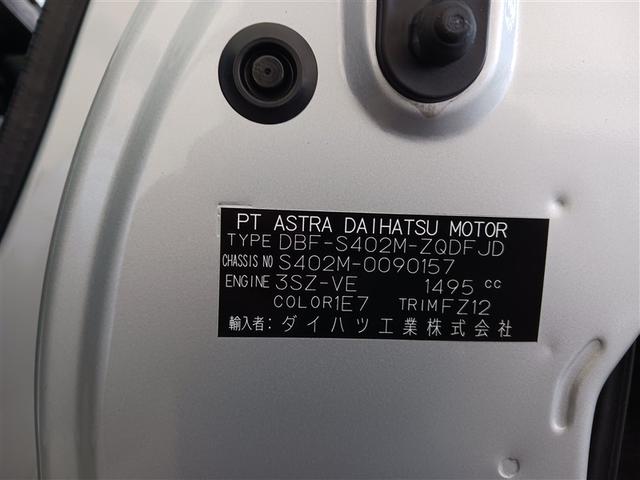 PT ASTRA DAIHATSU MOTOR
TYPE DBF-S402M-ZQDFJD
CHASSIS NO S402M-0090157
ENGINE 3SZ-VE 1495 cc
COLOR 1E7 TRIM FZ12
輸入者: ダイハツ工業株式会社